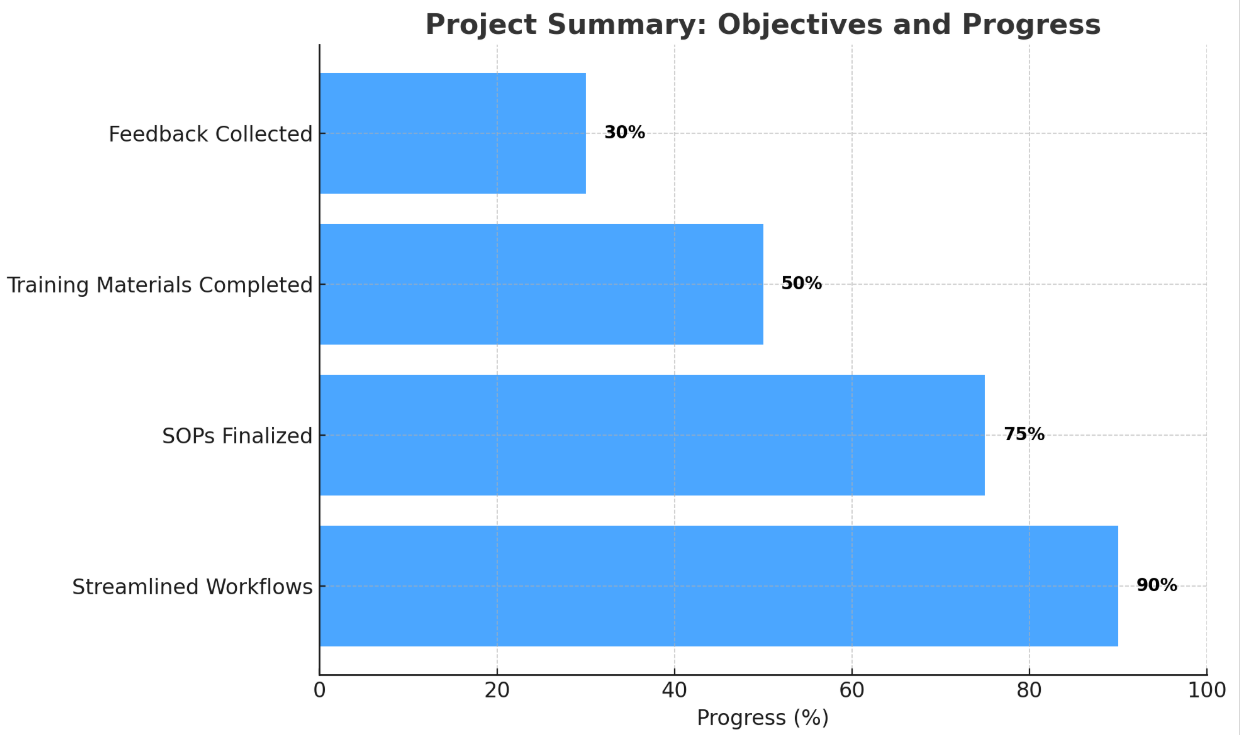 Project Summary: Objectives and Progress
Feedback Collected
30%
Training Materials Completed
50%
SOPs Finalized
75%
Streamlined Workflows
90%
0 20 40 60 80 100
Progress (%)